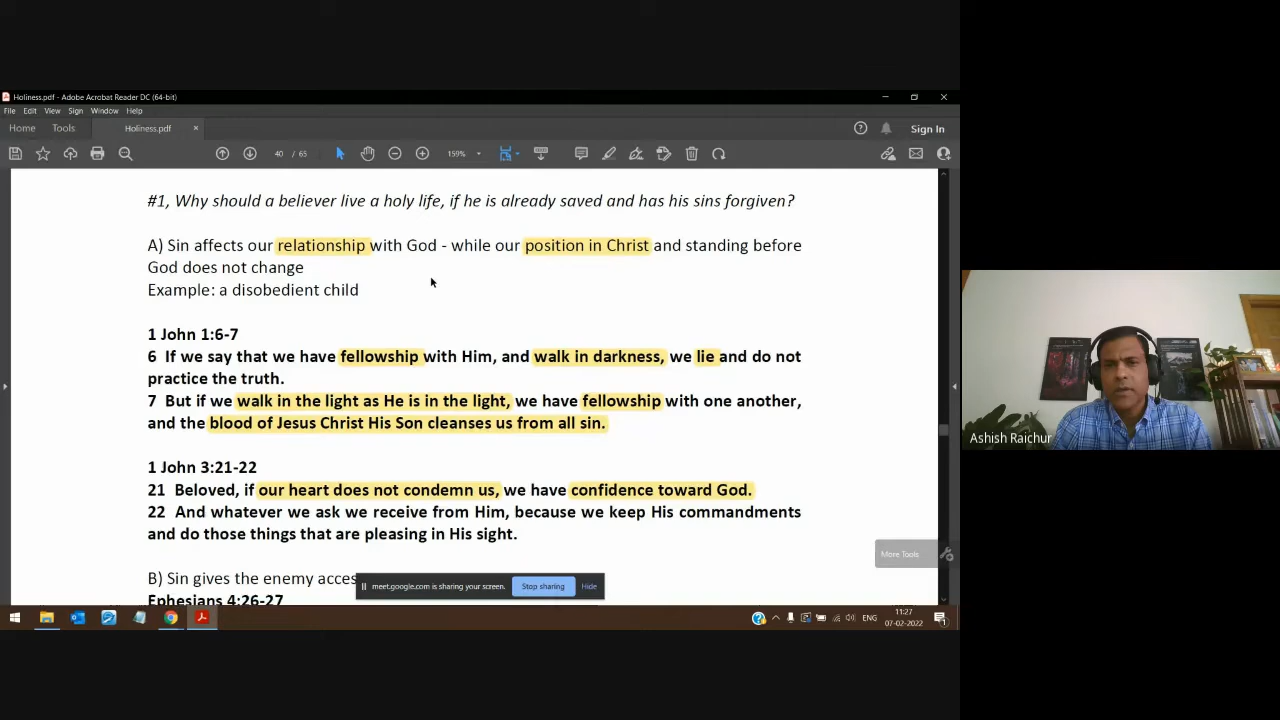 Holiness.pdf - Adobe Acrobat Reader DC (64-bit)
File Edit View Sign Window Help
Home Tools Holiness.pdf × Sign In
40 / 65 159%
#1, Why should a believer live a holy life, if he is already saved and has his sins forgiven?
A) Sin affects our relationship with God - while our position in Christ and standing before
God does not change
Example: a disobedient child
1 John 1:6-7
6 If we say that we have fellowship with Him, and walk in darkness, we lie and do not
practice the truth.
7 But if we walk in the light as He is in the light, we have fellowship with one another,
and the blood of Jesus Christ His Son cleanses us from all sin.
1 John 3:21-22
21 Beloved, if our heart does not condemn us, we have confidence toward God.
22 And whatever we ask we receive from Him, because we keep His commandments
and do those things that are pleasing in His sight.
More Tools
B) Sin gives the enemy acces
meet.google.com is sharing your screen. Stop sharing Hide
Ephesians 4:26-27
ENG
11:27
07-02-2022
Ashish Raichur